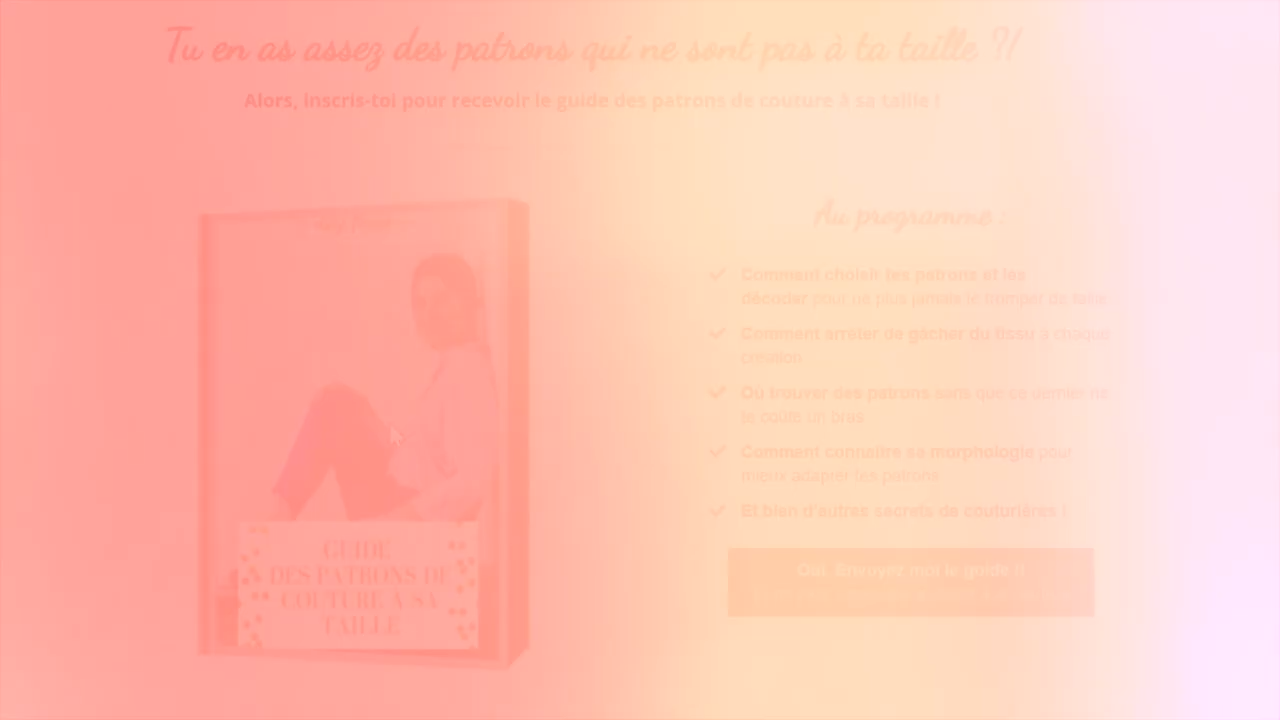 Tu en as assez des patrons qui ne sont pas à ta taille ?!
Alors, inscris-toi pour recevoir le guide des patrons de couture à sa taille !
Au programme :
Comment choisir tes patrons et les
décoder pour ne plus jamais te tromper de taille
Comment arrêter de gâcher du tissu à chaque
création
Où trouver des patrons sans que ce dernier ne
te coûte un bras
Comment connaître sa morphologie pour
mieux adapter tes patrons
Et bien d'autres secrets de couturières !
Oui, Envoyez moi le guide !!
GUIDE
DES PATRONS DE
COUTURE A SA
TAILLE